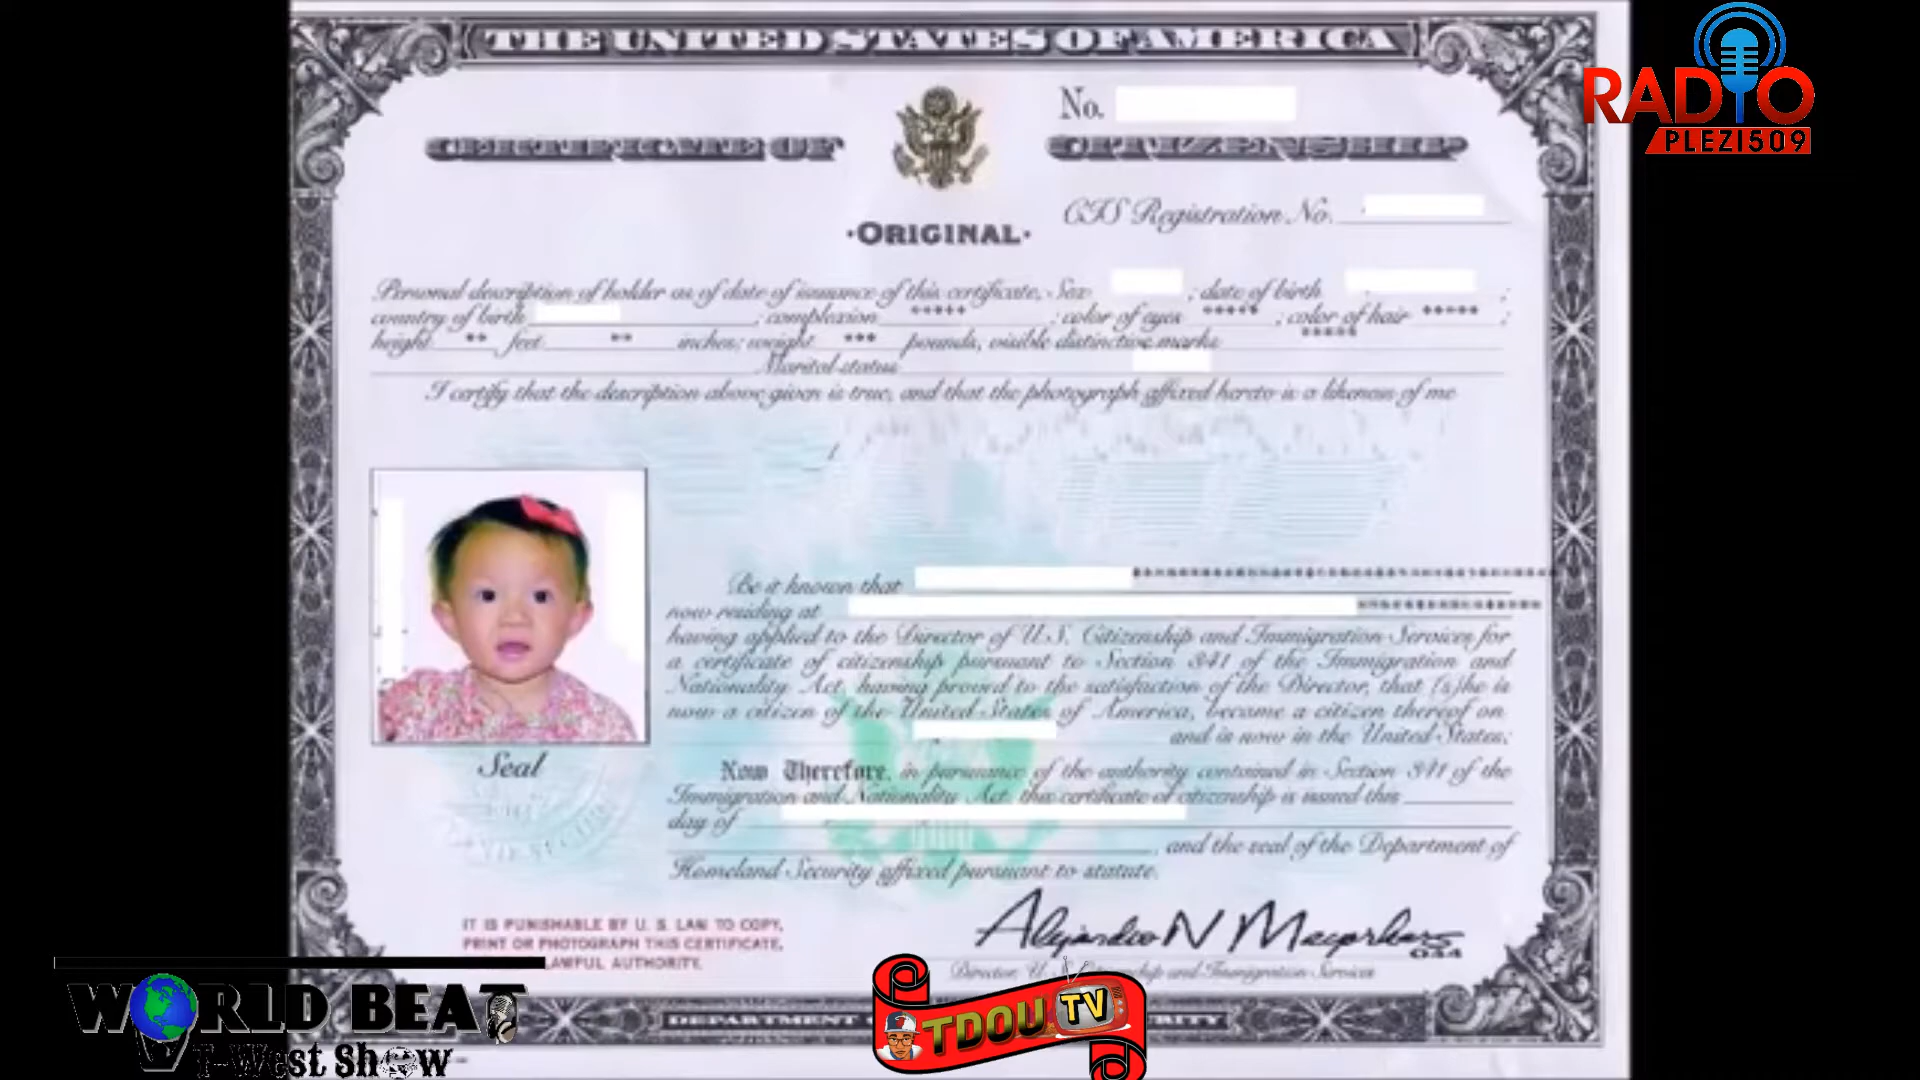 THE UNITED STATES OF AMERICA
RADIO
PLEZI509
No.
CERTIFICATE OF CITIZENSHIP
CIS Registration No.
·ORIGINAL·
Personal description of holder as of date of issuance of this certificate, Sex ; date of birth ;
country of birth ; complexion ***** ; color of eyes ***** ; color of hair ***** ;
height ** feet ** inches; weight *** pounds, visible distinctive marks *****
Marital status
I certify that the description above given is true, and that the photograph affixed hereto is a likeness of me
Be it known that
now residing at
having applied to the Director of U.S. Citizenship and Immigration Services for
a certificate of citizenship pursuant to Section 341 of the Immigration and
Nationality Act, having proved to the satisfaction of the Director, that (s)he is
now a citizen of the United States of America, became a citizen thereof on
and is now in the United States;
Seal
Now Therefore, in pursuance of the authority contained in Section 341 of the
Immigration and Nationality Act, this certificate of citizenship is issued this
day of
, and the seal of the Department of
Homeland Security affixed pursuant to statute.
IT IS PUNISHABLE BY U. S. LAW TO COPY,
PRINT OR PHOTOGRAPH THIS CERTIFICATE,
LAWFUL AUTHORITY.
Alejandro N Mayorkas
Director, U. S. Citizenship and Immigration Services
WORLD BEAT
T-West Show
TDOU TV
DEPARTMENT